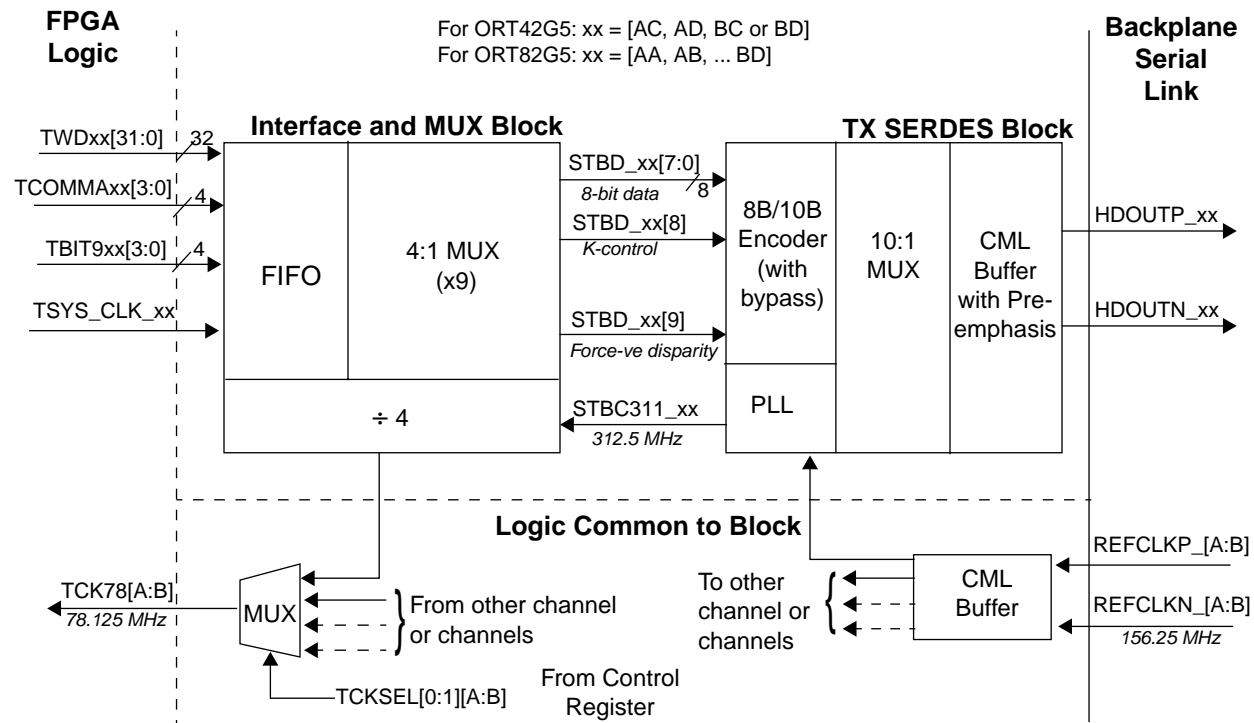 FPGA
Logic
For ORT42G5: xx = [AC, AD, BC or BD]
For ORT82G5: xx = [AA, AB, ... BD]
Backplane
Serial
Link
Interface and MUX Block
TX SERDES Block
TWDxx[31:0]
32
TCOMMAxx[3:0]
4
TBIT9xx[3:0]
4
TSYS_CLK_xx
FIFO
4:1 MUX
(x9)
÷ 4
STBD_xx[7:0]
8-bit data
8
STBD_xx[8]
K-control
STBD_xx[9]
Force-ve disparity
STBC311_xx
312.5 MHz
8B/10B
Encoder
(with
bypass)
PLL
10:1
MUX
CML
Buffer
with Pre-
emphasis
HDOUTP_xx
HDOUTN_xx
Logic Common to Block
TCK78[A:B]
78.125 MHz
MUX
From other channel
or channels
TCKSEL[0:1][A:B]
From Control
Register
To other
channel or
channels
CML
Buffer
REFCLKP_[A:B]
REFCLKN_[A:B]
156.25 MHz